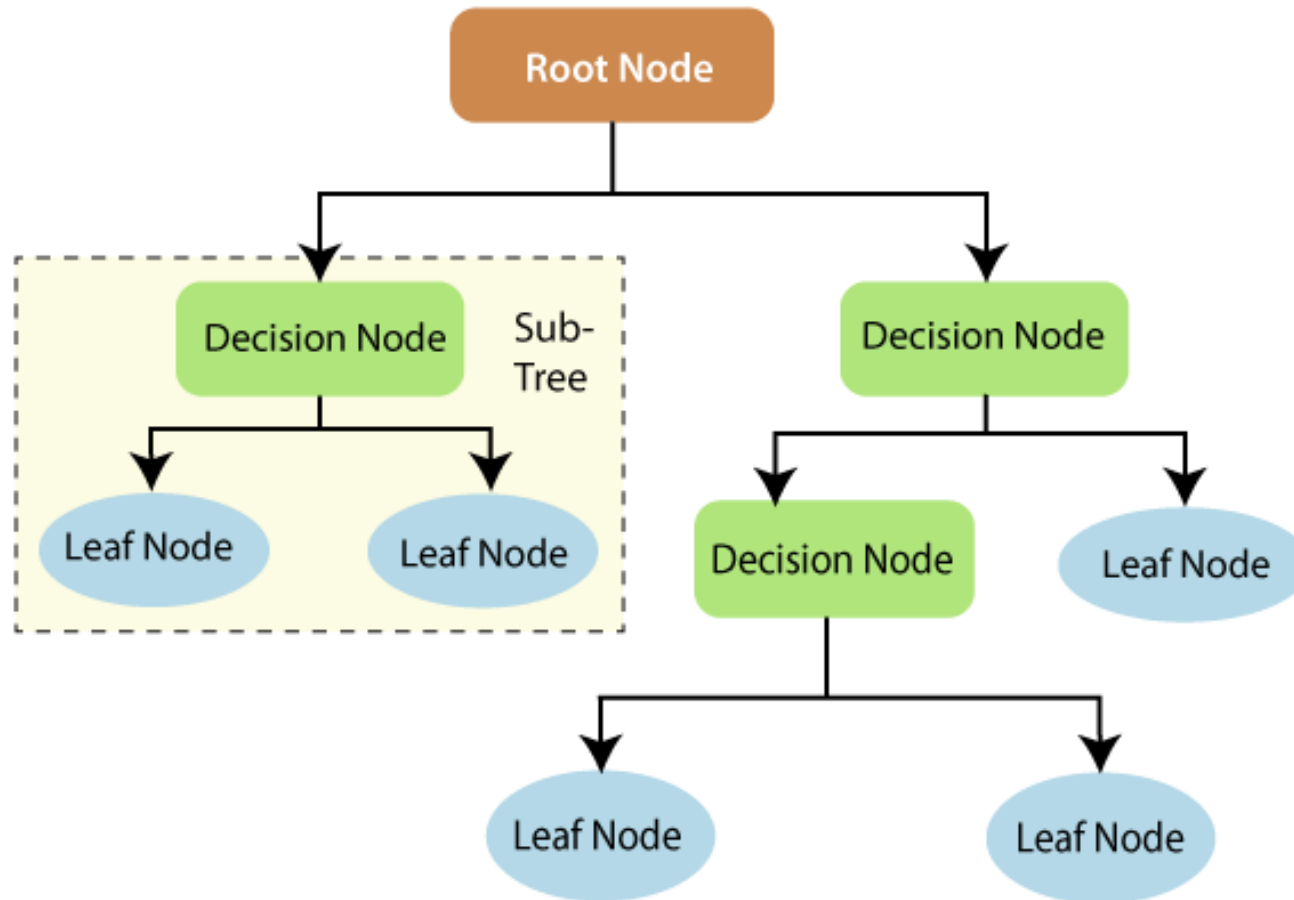 Root Node
Decision Node
Sub-
Tree
Decision Node
Leaf Node
Leaf Node
Decision Node
Leaf Node
Leaf Node
Leaf Node